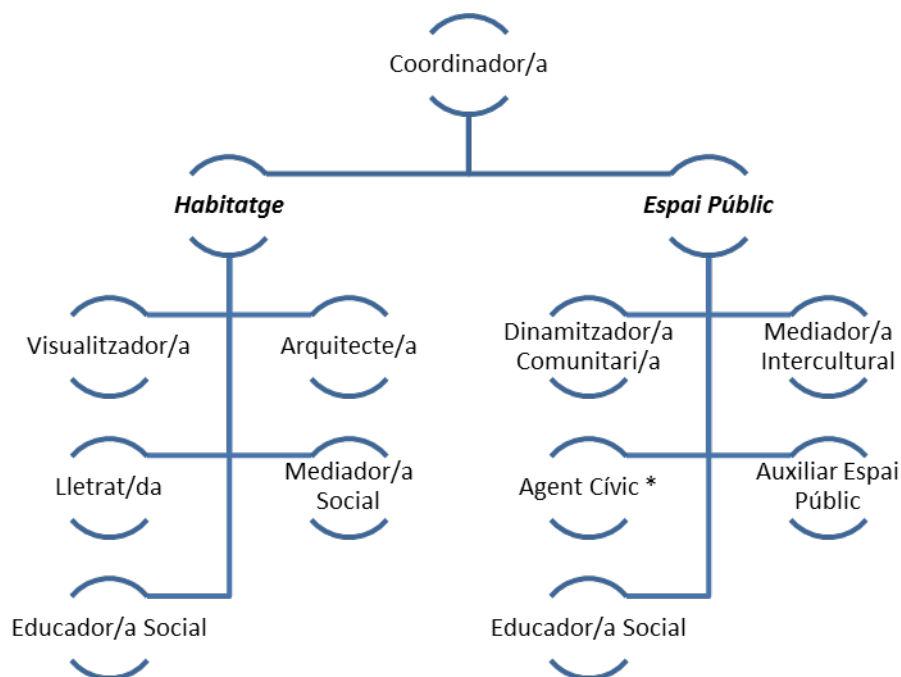 Coordinador/a
Habitatge
Espai Públic
Visualitzador/a
Arquitecte/a
Dinamitzador/a
Comunitari/a
Mediador/a
Intercultural
Lletrat/da
Mediador/a
Social
Agent Cívic *
Auxiliar Espai
Públic
Educador/a Social
Educador/a Social